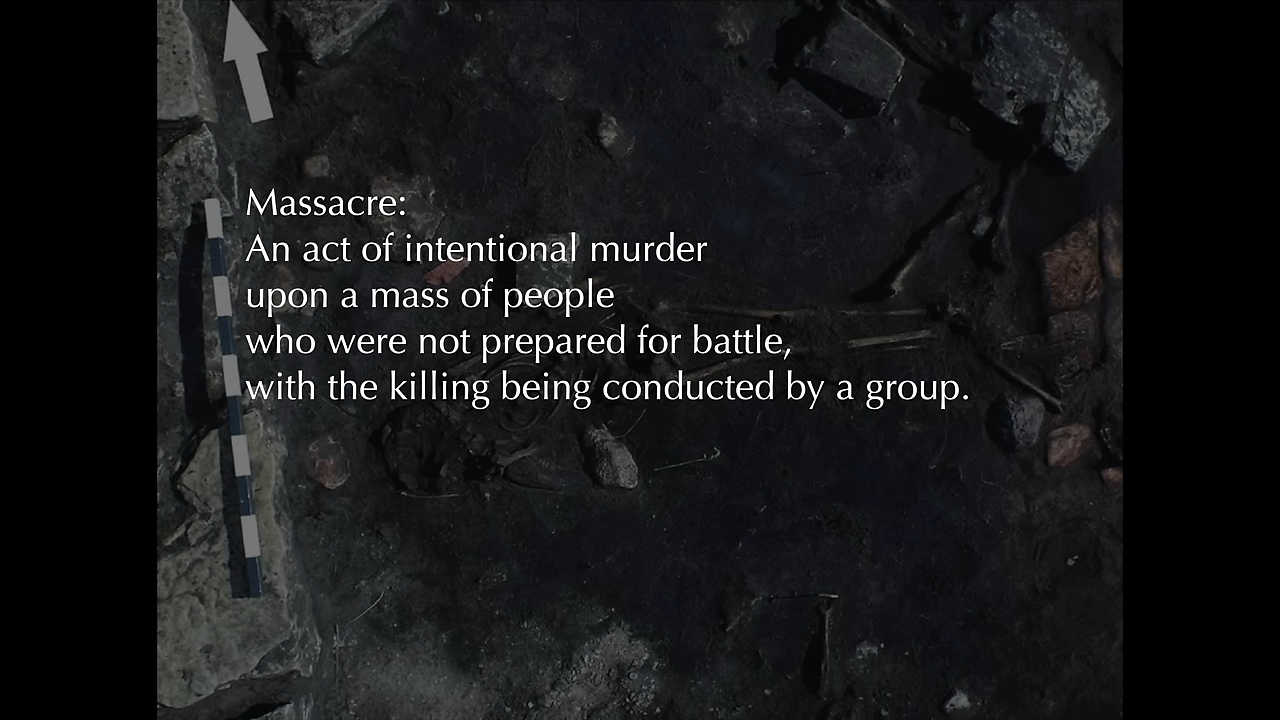 Massacre:
An act of intentional murder
upon a mass of people
who were not prepared for battle,
with the killing being conducted by a group.